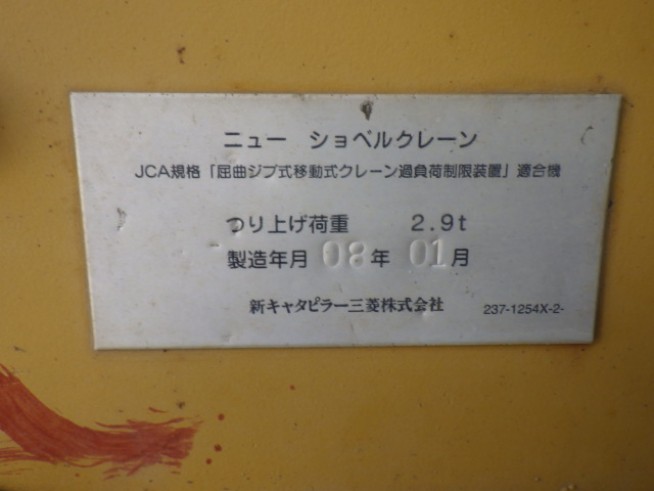 ニュー ショベルクレーン
JCA規格「屈曲ジブ式移動式クレーン過負荷制限装置」適合機
つり上げ荷重 2.9t
製造年月 08年 01月
新キャタピラー三菱株式会社 237-1254X-2-